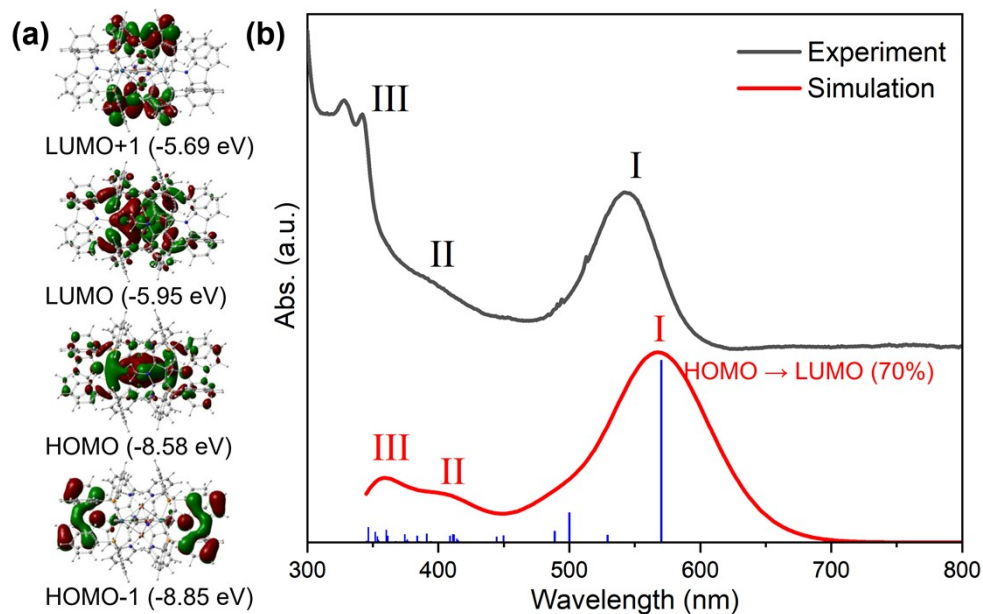 (a)
LUMO+1 (-5.69 eV)
LUMO (-5.95 eV)
HOMO (-8.58 eV)
HOMO-1 (-8.85 eV)
(b)
Experiment
Simulation
III
I
II
I
HOMO → LUMO (70%)
III
II
Abs. (a.u.)
300 400 500 600 700 800
Wavelength (nm)